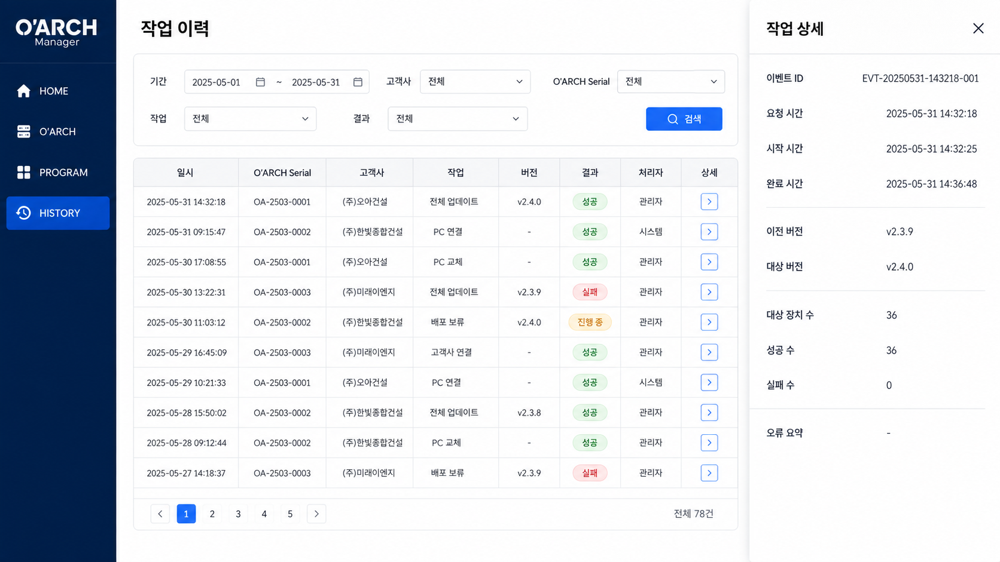 O'ARCH
Manager
HOME
O'ARCH
PROGRAM
HISTORY
작업 이력
기간 2025-05-01 ~ 2025-05-31 고객사 전체 O'ARCH Serial 전체
작업 전체 결과 전체 검색
일시 O'ARCH Serial 고객사 작업 버전 결과 처리자 상세
2025-05-31 14:32:18 OA-2503-0001 (주)오아건설 전체 업데이트 v2.4.0 성공 관리자
2025-05-31 09:15:47 OA-2503-0002 (주)한빛종합건설 PC 연결 - 성공 시스템
2025-05-30 17:08:55 OA-2503-0001 (주)오아건설 PC 교체 - 성공 관리자
2025-05-30 13:22:31 OA-2503-0003 (주)미래이엔지 전체 업데이트 v2.3.9 실패 관리자
2025-05-30 11:03:12 OA-2503-0002 (주)한빛종합건설 배포 보류 v2.4.0 진행 중 관리자
2025-05-29 16:45:09 OA-2503-0003 (주)미래이엔지 고객사 연결 - 성공 관리자
2025-05-29 10:21:33 OA-2503-0001 (주)오아건설 PC 연결 - 성공 시스템
2025-05-28 15:50:02 OA-2503-0002 (주)한빛종합건설 전체 업데이트 v2.3.8 성공 관리자
2025-05-28 09:12:44 OA-2503-0002 (주)한빛종합건설 PC 교체 - 성공 관리자
2025-05-27 14:18:37 OA-2503-0003 (주)미래이엔지 배포 보류 v2.3.9 실패 관리자
1 2 3 4 5 전체 78건
작업 상세
이벤트 ID EVT-20250531-143218-001
요청 시간 2025-05-31 14:32:18
시작 시간 2025-05-31 14:32:25
완료 시간 2025-05-31 14:36:48
이전 버전 v2.3.9
대상 버전 v2.4.0
대상 장치 수 36
성공 수 36
실패 수 0
오류 요약 -